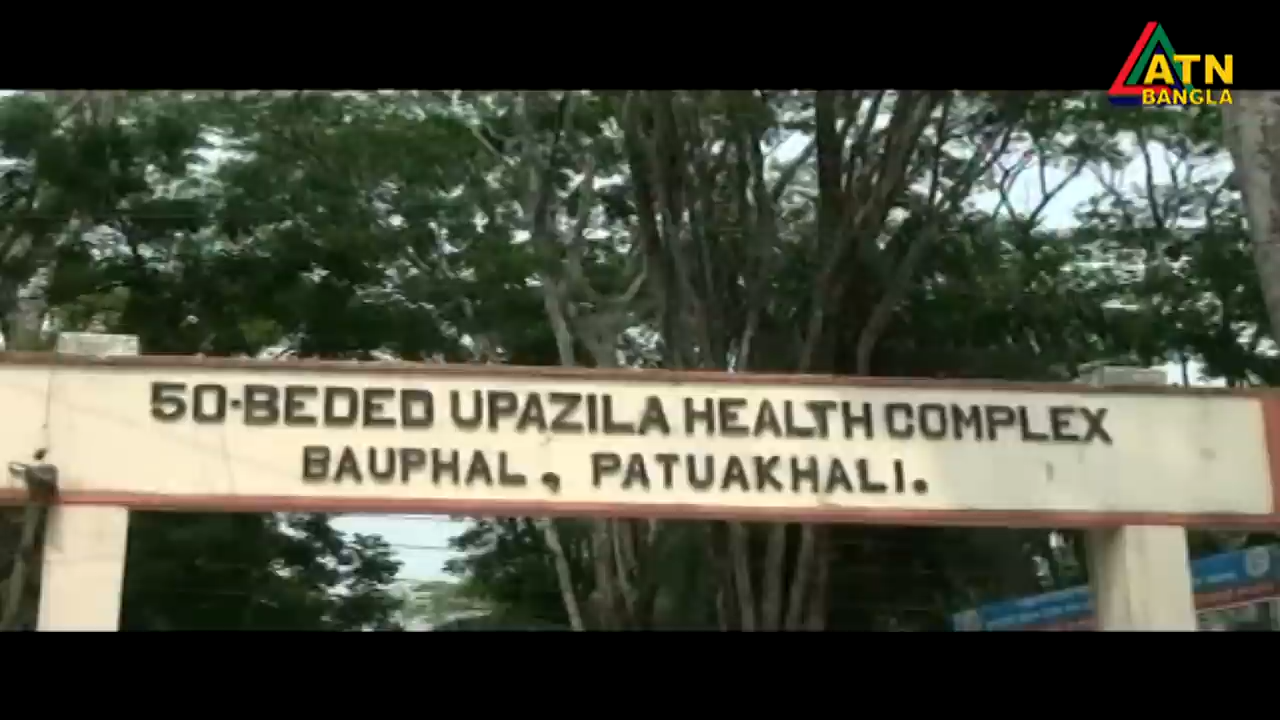 ATN
BANGLA
50-BEDED UPAZILA HEALTH COMPLEX
BAUPHAL, PATUAKHALI.